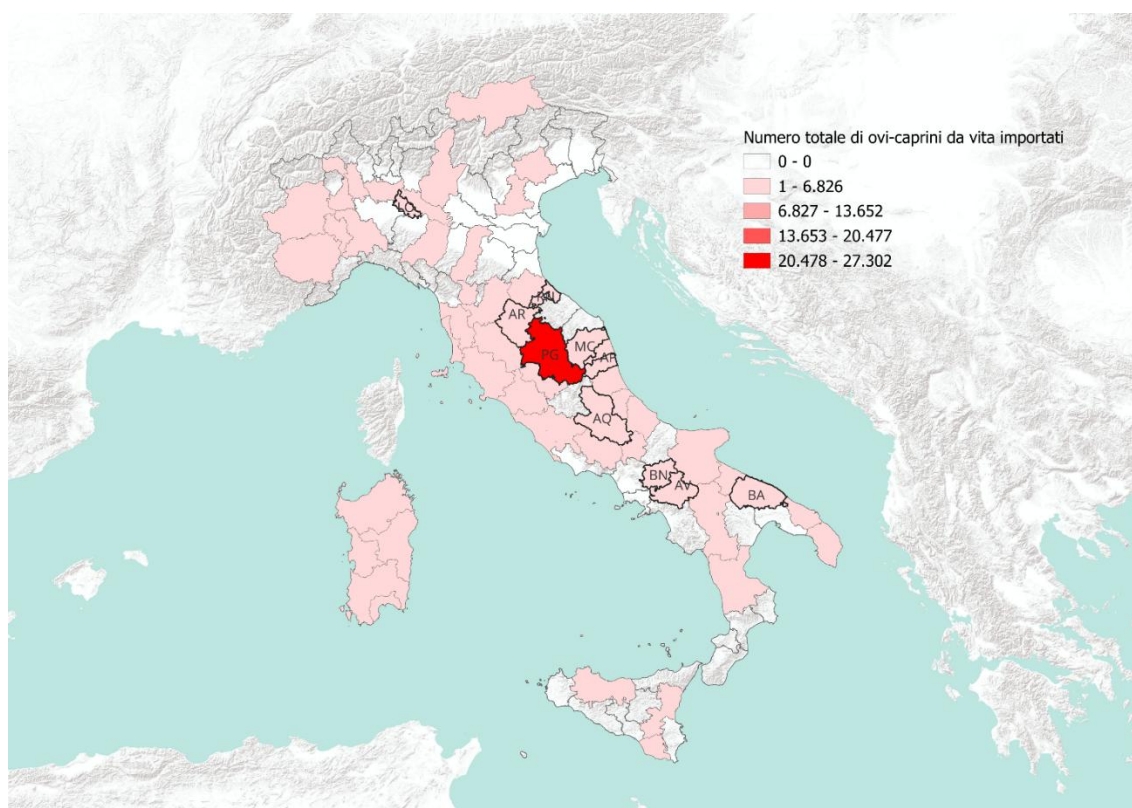 Numero totale di ovi-caprini da vita importati
0 - 0
1 - 6.826
6.827 - 13.652
13.653 - 20.477
20.478 - 27.302
AR
PG
MC
AP
AQ
BN
AV
BA